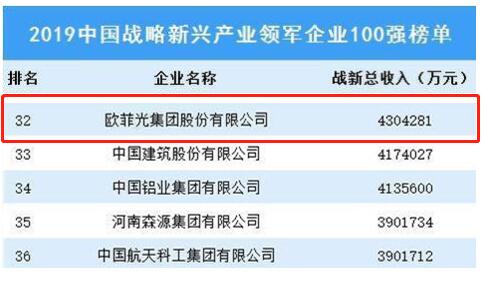 2019中国战略新兴产业领军企业100强榜单
排名 企业名称 战新总收入（万元）
32 欧菲光集团股份有限公司 4304281
33 中国建筑股份有限公司 4174027
34 中国铝业集团有限公司 4135600
35 河南森源集团有限公司 3901734
36 中国航天科工集团有限公司 3901712